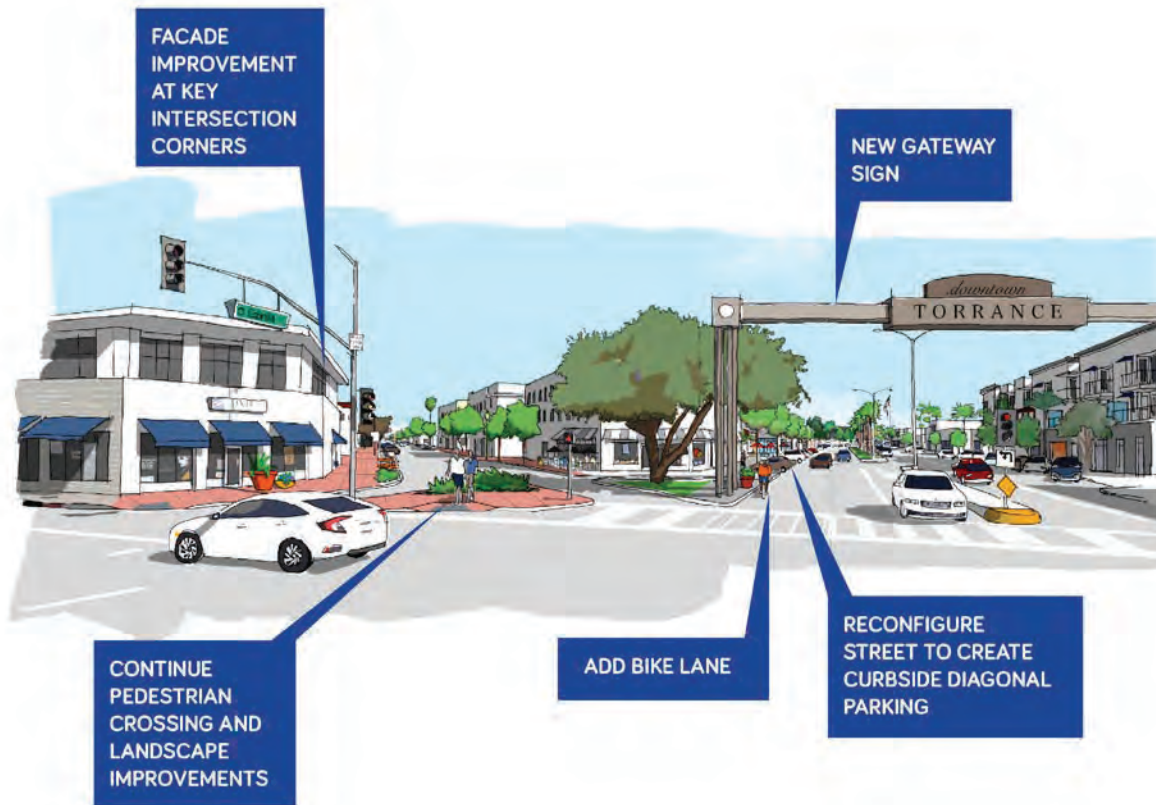 FACADE
IMPROVEMENT
AT KEY
INTERSECTION
CORNERS
NEW GATEWAY
SIGN
downtown
TORRANCE
CONTINUE
PEDESTRIAN
CROSSING AND
LANDSCAPE
IMPROVEMENTS
ADD BIKE LANE
RECONFIGURE
STREET TO CREATE
CURBSIDE DIAGONAL
PARKING